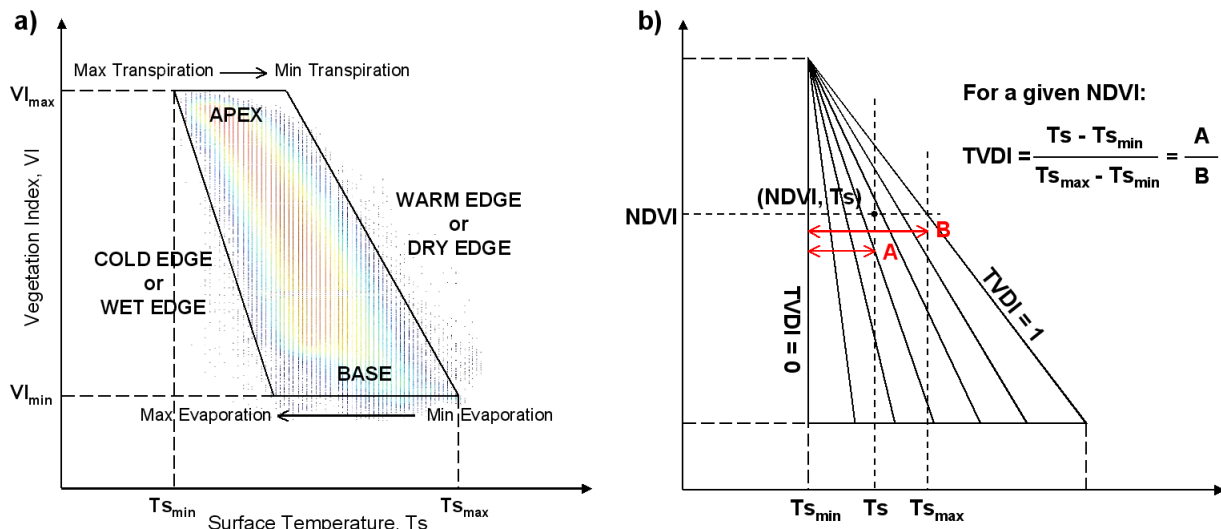 a)
Max Transpiration
Min Transpiration
VImax
APEX
Vegetation Index, VI
WARM EDGE
or
DRY EDGE
COLD EDGE
or
WET EDGE
BASE
VImin
Max Evaporation
Min Evaporation
Tsmin
Tsmax
Surface Temperature, Ts
b)
For a given NDVI:
TVDI = Ts - Tsmin / Tsmax - Tsmin = A / B
(NDVI, Ts)
NDVI
B
A
TVDI = 0
TVDI = 1
Tsmin
Ts
Tsmax